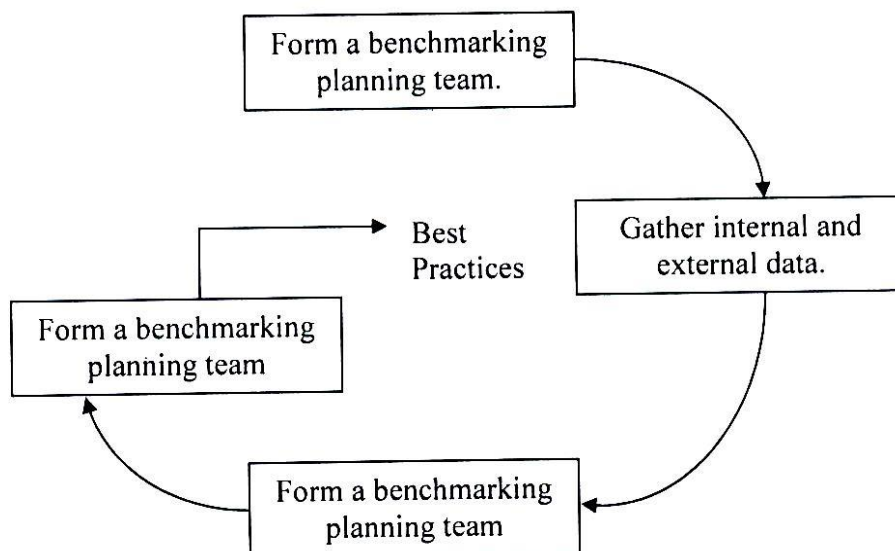 Form a benchmarking
planning team.
Gather internal and
external data.
Best
Practices
Form a benchmarking
planning team
Form a benchmarking
planning team